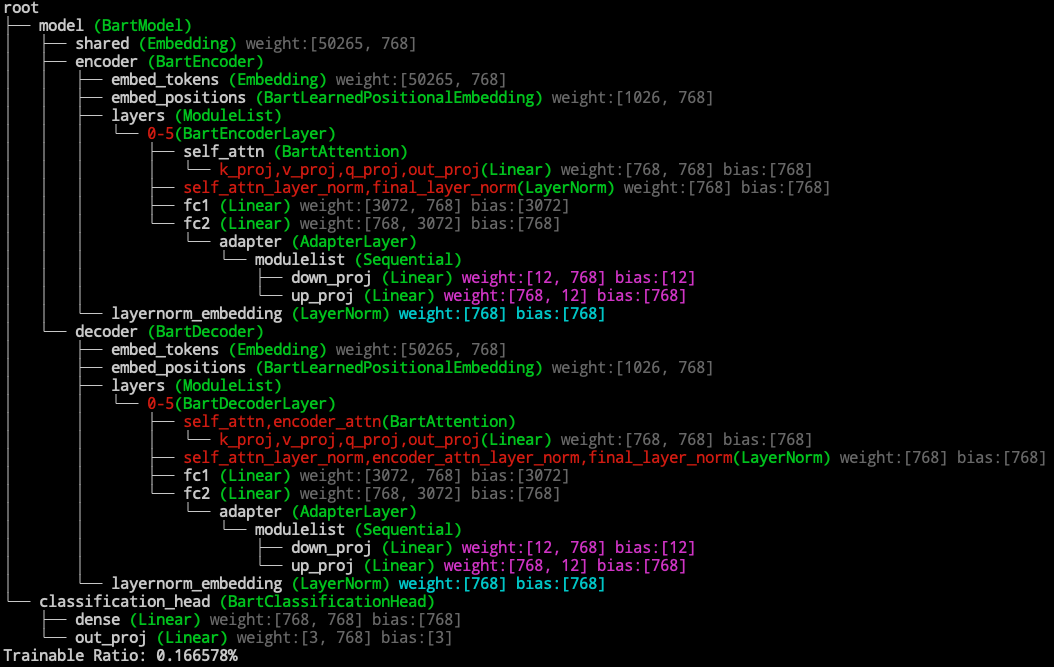 root
├── model (BartModel)
│   ├── shared (Embedding) weight:[50265, 768]
│   ├── encoder (BartEncoder)
│   │   ├── embed_tokens (Embedding) weight:[50265, 768]
│   │   ├── embed_positions (BartLearnedPositionalEmbedding) weight:[1026, 768]
│   │   ├── layers (ModuleList)
│   │   │   └── 0-5(BartEncoderLayer)
│   │   │       ├── self_attn (BartAttention)
│   │   │       │   └── k_proj,v_proj,q_proj,out_proj(Linear) weight:[768, 768] bias:[768]
│   │   │       ├── self_attn_layer_norm,final_layer_norm(LayerNorm) weight:[768] bias:[768]
│   │   │       ├── fc1 (Linear) weight:[3072, 768] bias:[3072]
│   │   │       └── fc2 (Linear) weight:[768, 3072] bias:[768]
│   │   │           └── adapter (AdapterLayer)
│   │   │               └── modulelist (Sequential)
│   │   │                   ├── down_proj (Linear) weight:[12, 768] bias:[12]
│   │   │                   └── up_proj (Linear) weight:[768, 12] bias:[768]
│   │   └── layernorm_embedding (LayerNorm) weight:[768] bias:[768]
│   └── decoder (BartDecoder)
│       ├── embed_tokens (Embedding) weight:[50265, 768]
│       ├── embed_positions (BartLearnedPositionalEmbedding) weight:[1026, 768]
│       ├── layers (ModuleList)
│       │   └── 0-5(BartDecoderLayer)
│       │       ├── self_attn,encoder_attn(BartAttention)
│       │       │   └── k_proj,v_proj,q_proj,out_proj(Linear) weight:[768, 768] bias:[768]
│       │       ├── self_attn_layer_norm,encoder_attn_layer_norm,final_layer_norm(LayerNorm) weight:[768] bias:[768]
│       │       ├── fc1 (Linear) weight:[3072, 768] bias:[3072]
│       │       └── fc2 (Linear) weight:[768, 3072] bias:[768]
│       │           └── adapter (AdapterLayer)
│       │               └── modulelist (Sequential)
│       │                   ├── down_proj (Linear) weight:[12, 768] bias:[12]
│       │                   └── up_proj (Linear) weight:[768, 12] bias:[768]
│       └── layernorm_embedding (LayerNorm) weight:[768] bias:[768]
└── classification_head (BartClassificationHead)
    ├── dense (Linear) weight:[768, 768] bias:[768]
    └── out_proj (Linear) weight:[3, 768] bias:[3]
Trainable Ratio: 0.166578%